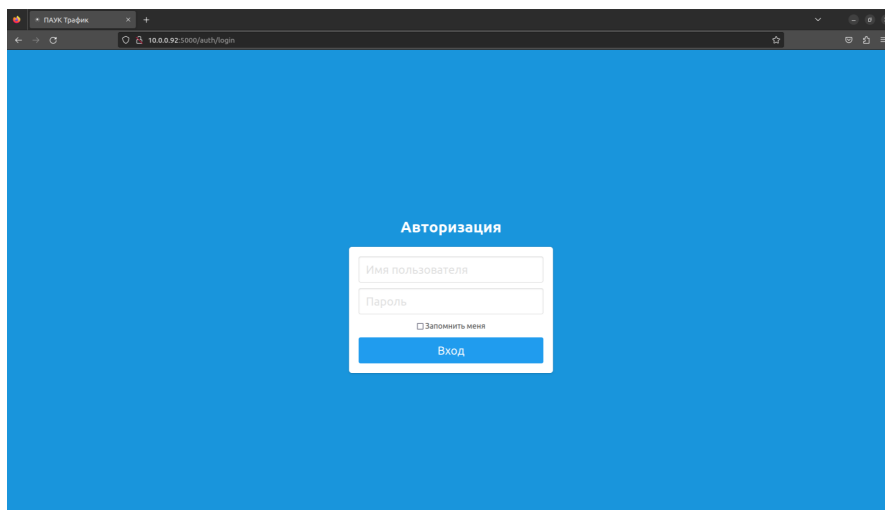 ПАУК Трафик
10.0.0.92:5000/auth/login
Авторизация
Имя пользователя
Пароль
Запомнить меня
Вход